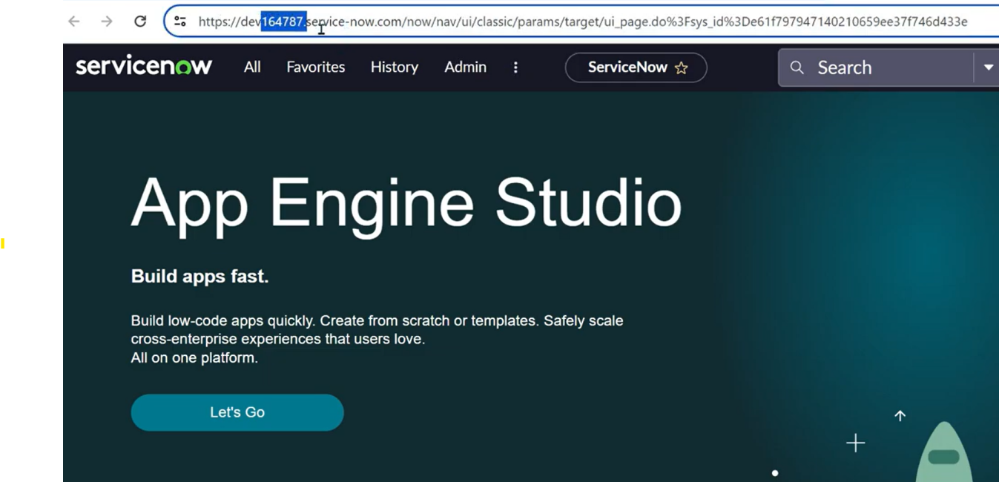 https://dev164787.service-now.com/now/nav/ui/classic/params/target/ui_page.do%3Fsys_id%3De61f797947140210659ee37f746d433e
servicenow All Favorites History Admin ServiceNow Search
App Engine Studio
Build apps fast.
Build low-code apps quickly. Create from scratch or templates. Safely scale
cross-enterprise experiences that users love.
All on one platform.
Let's Go